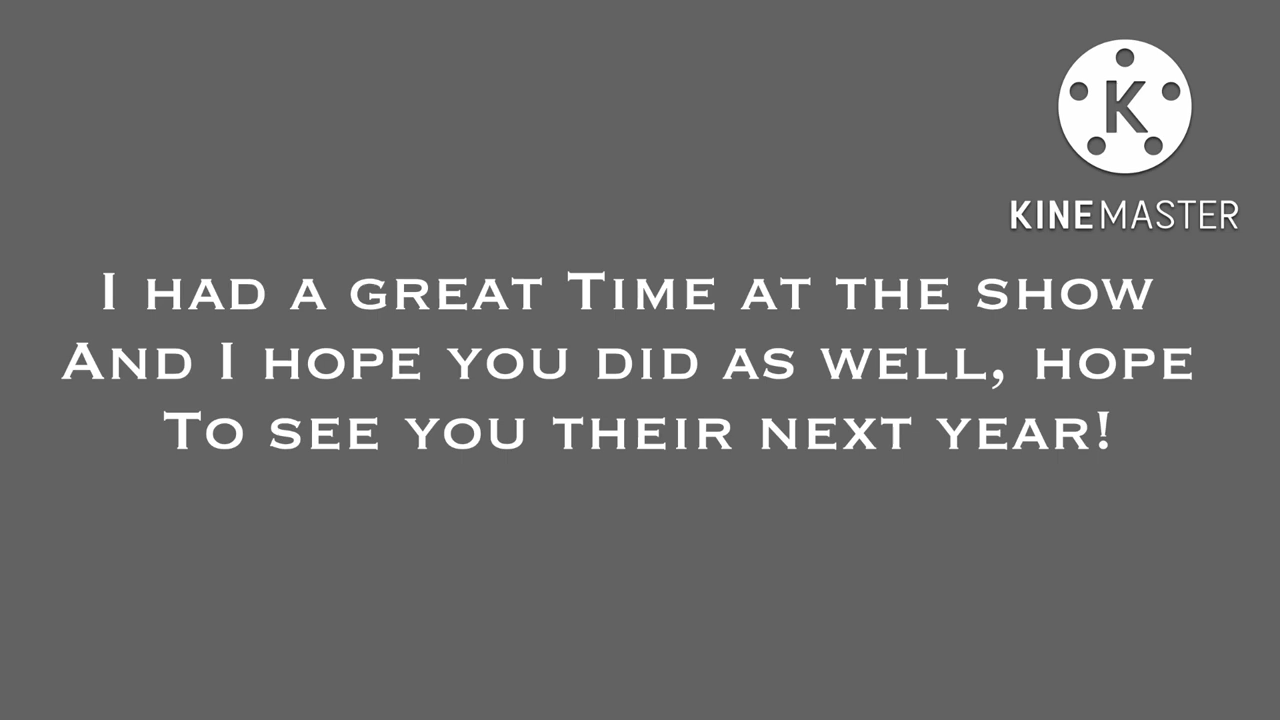 K
KINEMASTER
I had a great Time at the show
And I hope you did as well, hope
To see you their next year!